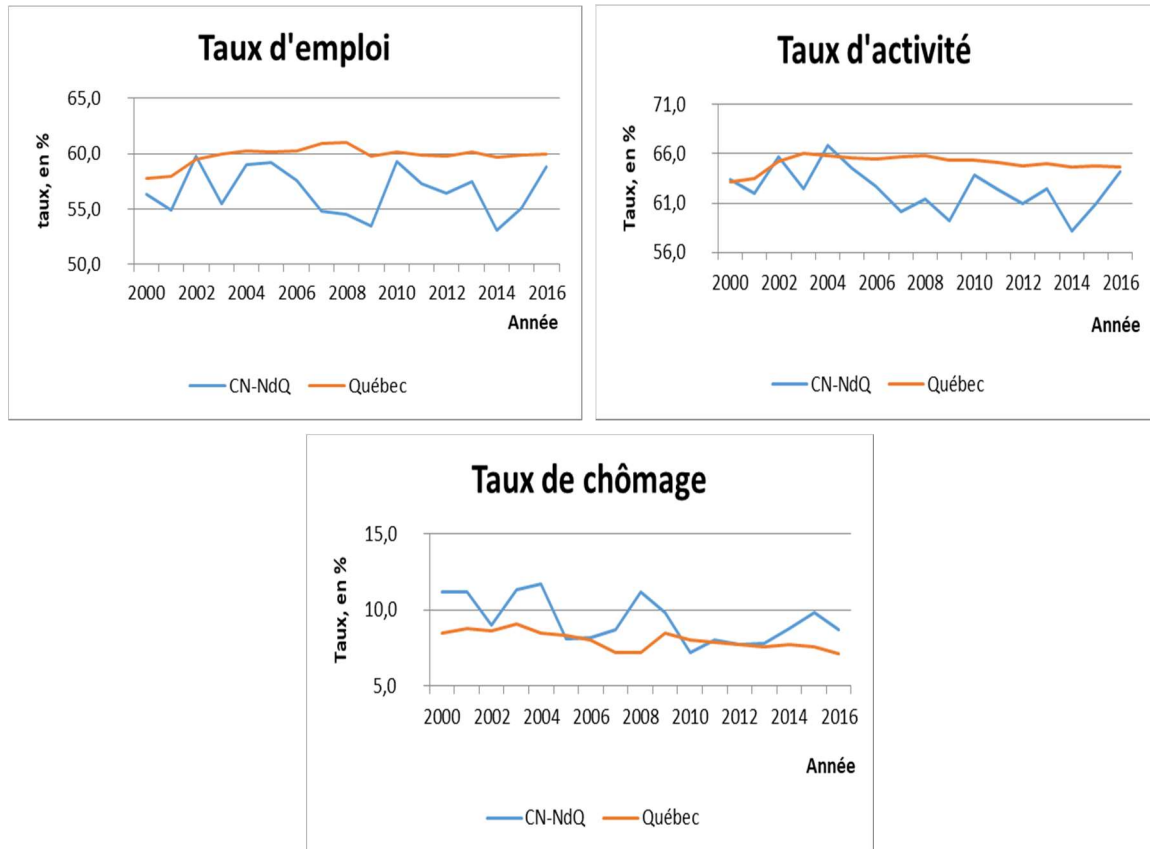 Taux d'emploi
taux, en %
65,0
60,0
55,0
50,0
2000 2002 2004 2006 2008 2010 2012 2014 2016
Année
CN-NdQ Québec
Taux d'activité
Taux, en %
71,0
66,0
61,0
56,0
2000 2002 2004 2006 2008 2010 2012 2014 2016
Année
CN-NdQ Québec
Taux de chômage
Taux, en %
15,0
10,0
5,0
2000 2002 2004 2006 2008 2010 2012 2014 2016
Année
CN-NdQ Québec